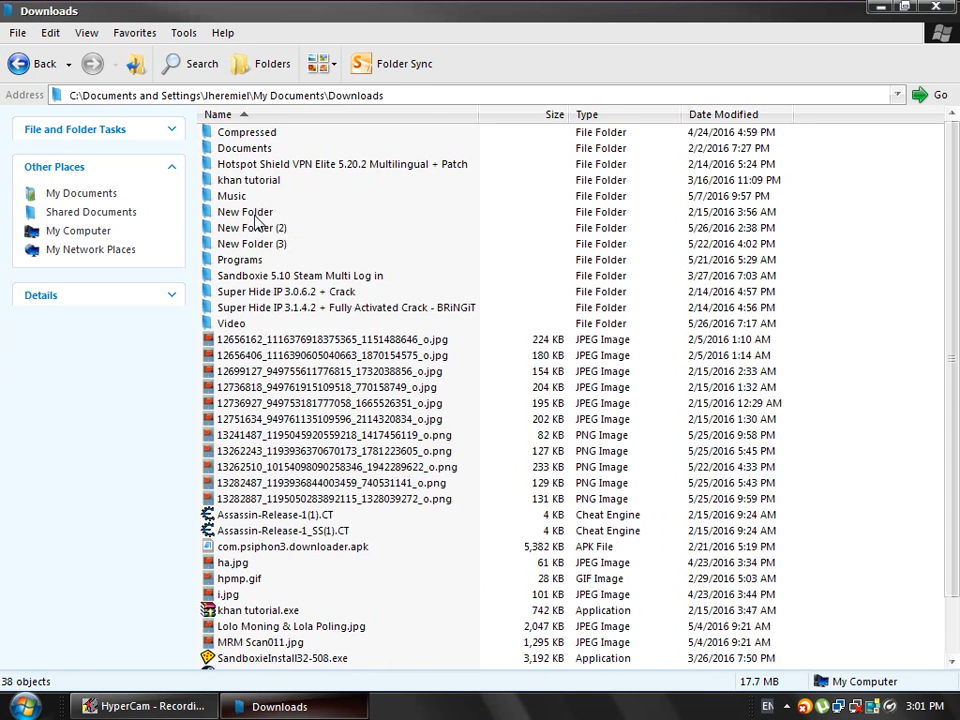 Downloads
File Edit View Favorites Tools Help
Back Search Folders Folder Sync
Address C:\Documents and Settings\Jheremiel\My Documents\Downloads Go
File and Folder Tasks
Other Places
My Documents
Shared Documents
My Computer
My Network Places
Details
Name Size Type Date Modified
Compressed File Folder 4/24/2016 4:59 PM
Documents File Folder 2/2/2016 7:27 PM
Hotspot Shield VPN Elite 5.20.2 Multilingual + Patch File Folder 2/14/2016 5:24 PM
khan tutorial File Folder 3/16/2016 11:09 PM
Music File Folder 5/7/2016 9:57 PM
New Folder File Folder 2/15/2016 3:56 AM
New Folder (2) File Folder 5/26/2016 2:38 PM
New Folder (3) File Folder 5/22/2016 4:02 PM
Programs File Folder 5/21/2016 5:29 AM
Sandboxie 5.10 Steam Multi Log in File Folder 3/27/2016 7:03 AM
Super Hide IP 3.0.6.2 + Crack File Folder 2/14/2016 4:57 PM
Super Hide IP 3.1.4.2 + Fully Activated Crack - BRiNGiT File Folder 2/14/2016 4:56 PM
Video File Folder 5/26/2016 7:17 AM
12656162_1116376918375365_1151488646_o.jpg 224 KB JPEG Image 2/5/2016 1:10 AM
12656406_1116390605040663_1870154575_o.jpg 180 KB JPEG Image 2/5/2016 1:14 AM
12699127_949755611776815_1732038856_o.jpg 154 KB JPEG Image 2/15/2016 2:33 AM
12736818_949761915109518_770158749_o.jpg 204 KB JPEG Image 2/15/2016 1:32 AM
12736927_949753181777058_1665526351_o.jpg 195 KB JPEG Image 2/15/2016 12:29 AM
12751634_949761135109596_2114320834_o.jpg 202 KB JPEG Image 2/15/2016 1:30 AM
13241487_1195045920559218_1417456119_o.png 82 KB PNG Image 5/25/2016 9:58 PM
13262243_1193936370670173_1781223605_o.png 127 KB PNG Image 5/25/2016 5:45 PM
13262510_10154098090258346_1942289622_o.png 233 KB PNG Image 5/22/2016 4:33 PM
13282487_1193936844003459_740531141_o.png 129 KB PNG Image 5/25/2016 5:43 PM
13282887_1195050283892115_1328039272_o.png 131 KB PNG Image 5/25/2016 9:59 PM
Assassin-Release-1(1).CT 4 KB Cheat Engine 2/15/2016 9:24 AM
Assassin-Release-1_SS(1).CT 4 KB Cheat Engine 2/15/2016 9:24 AM
com.psiphon3.downloader.apk 5,382 KB APK File 2/21/2016 5:19 PM
ha.jpg 61 KB JPEG Image 4/23/2016 3:34 PM
hpmp.gif 28 KB GIF Image 2/29/2016 5:03 AM
i.jpg 101 KB JPEG Image 4/23/2016 3:44 PM
khan tutorial.exe 742 KB Application 2/15/2016 3:47 AM
Lolo Moning & Lola Poling.jpg 2,047 KB JPEG Image 5/4/2016 9:21 AM
MRM Scan011.jpg 1,295 KB JPEG Image 5/4/2016 9:21 AM
SandboxieInstall32-508.exe 3,192 KB Application 3/26/2016 7:50 PM
38 objects 17.7 MB My Computer
HyperCam - Recordi... Downloads EN 3:01 PM